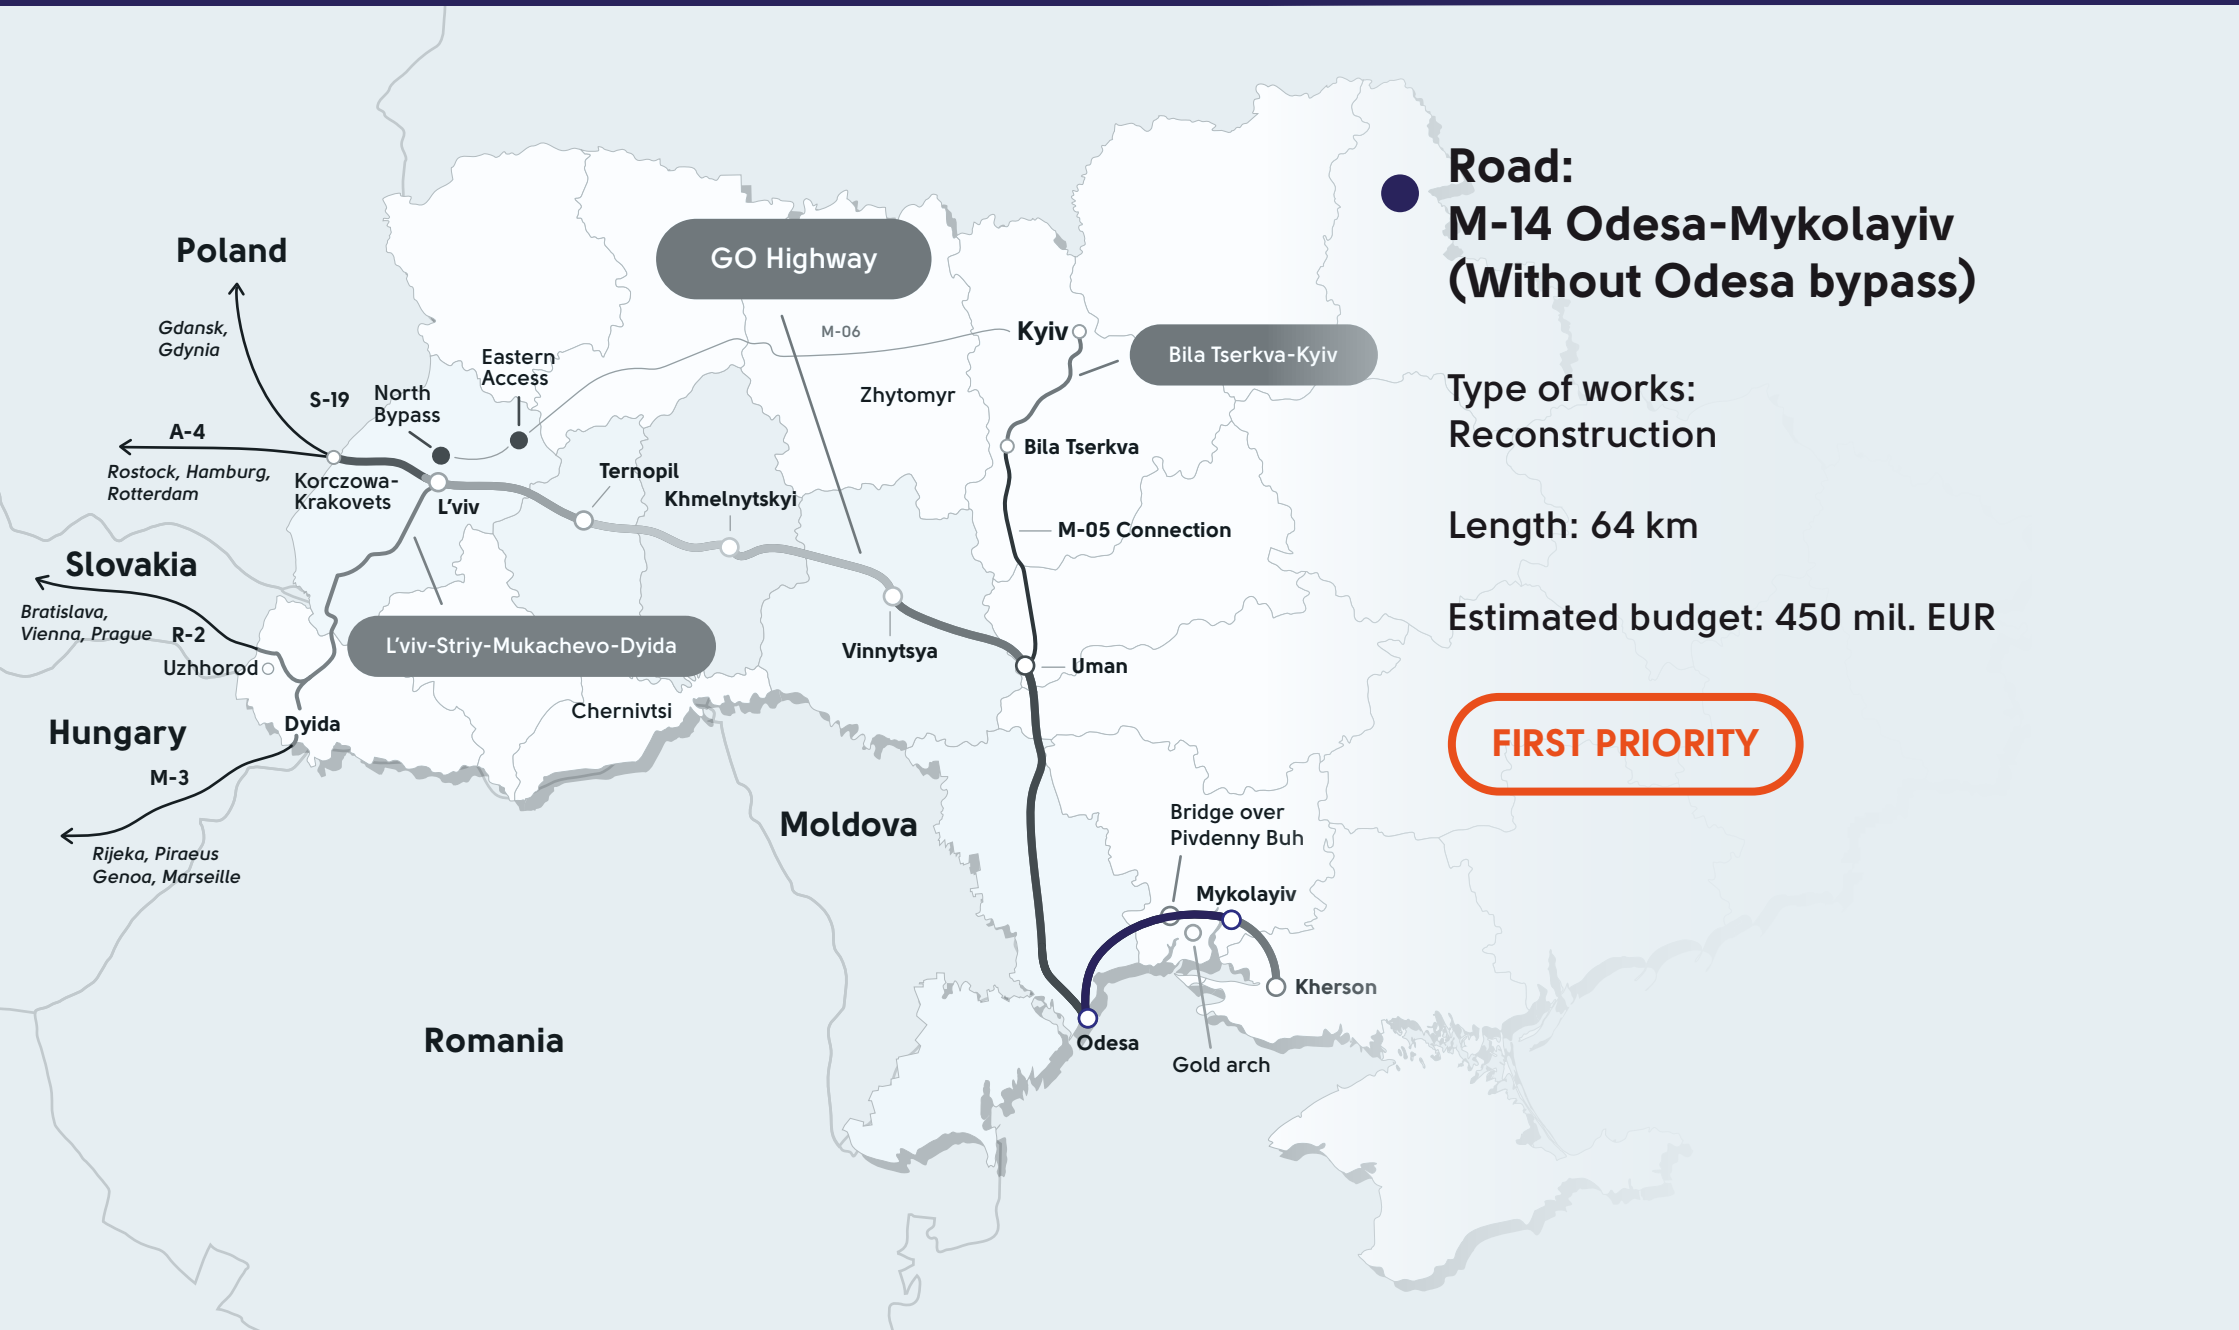 Poland
Gdansk,
Gdynia
S-19
North
Bypass
Eastern
Access
A-4
Rostock, Hamburg,
Rotterdam
Korczowa-
Krakovets
L'viv
GO Highway
M-06
Kyiv
Bila Tserkva-Kyiv
Zhytomyr
Bila Tserkva
Ternopil
Khmelnytskyi
M-05 Connection
Slovakia
Bratislava,
Vienna, Prague
R-2
Uzhhorod
L'viv-Striy-Mukachevo-Dyida
Vinnytsya
Uman
Chernivtsi
Dyida
Hungary
M-3
Rijeka, Piraeus
Genoa, Marseille
Moldova
Bridge over
Pivdenny Buh
Mykolayiv
Kherson
Odesa
Gold arch
Romania
Road:
M-14 Odesa-Mykolayiv
(Without Odesa bypass)
Type of works:
Reconstruction
Length: 64 km
Estimated budget: 450 mil. EUR
FIRST PRIORITY